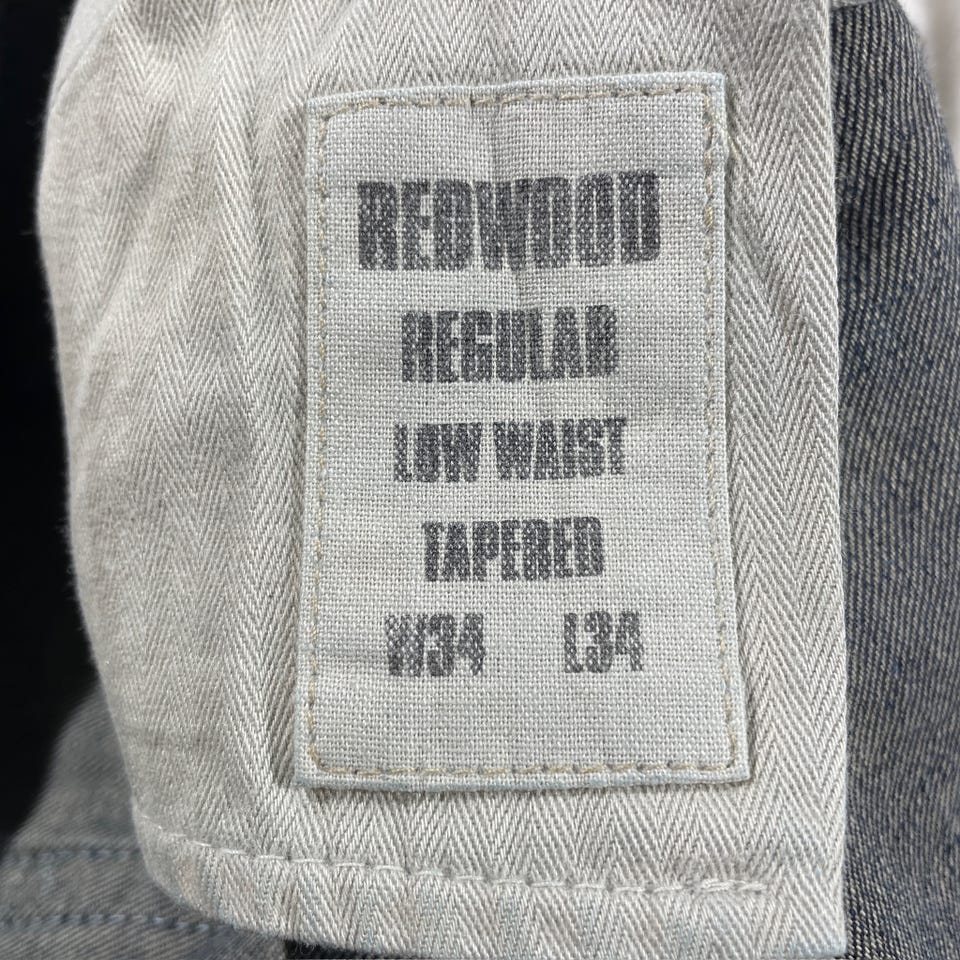 REDWOOD
REGULAR
LOW WAIST
TAPERED
W34 L34